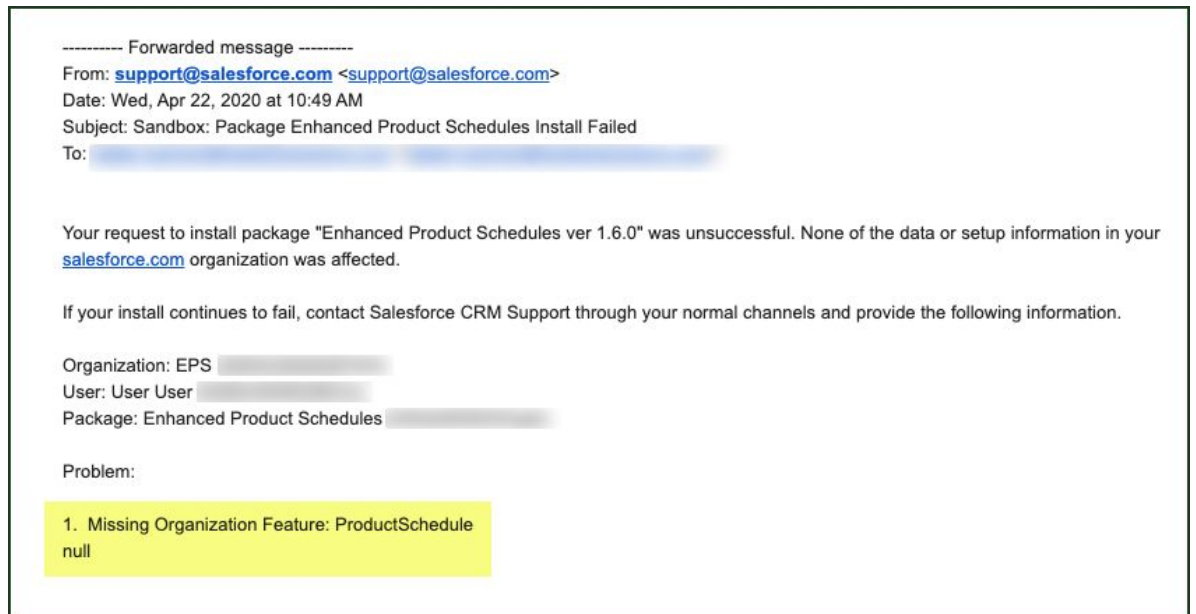 ---------- Forwarded message ---------
From: support@salesforce.com <support@salesforce.com>
Date: Wed, Apr 22, 2020 at 10:49 AM
Subject: Sandbox: Package Enhanced Product Schedules Install Failed
To:
Your request to install package "Enhanced Product Schedules ver 1.6.0" was unsuccessful. None of the data or setup information in your
salesforce.com organization was affected.
If your install continues to fail, contact Salesforce CRM Support through your normal channels and provide the following information.
Organization: EPS
User: User User
Package: Enhanced Product Schedules
Problem:
1. Missing Organization Feature: ProductSchedule
null